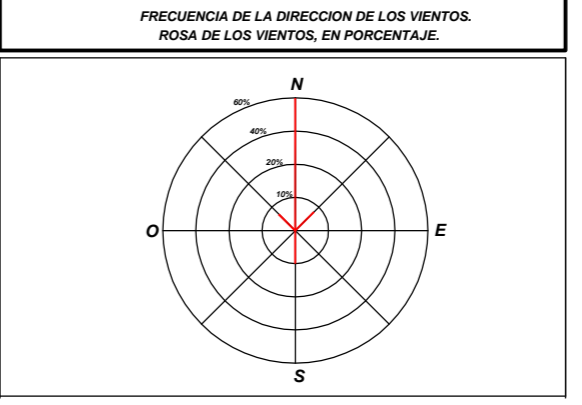 FRECUENCIA DE LA DIRECCION DE LOS VIENTOS.
ROSA DE LOS VIENTOS, EN PORCENTAJE.
N
60%
40%
20%
10%
O
E
S